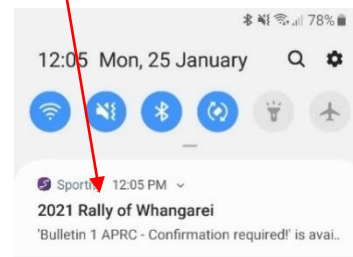 78%
12:05 Mon, 25 January
12:05 PM
2021 Rally of Whangarei
'Bulletin 1 APRC - Confirmation required!' is avai..